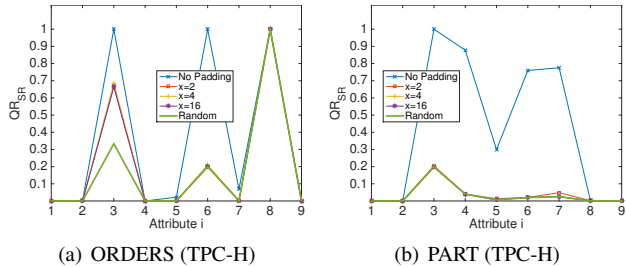 1
0.9
0.8
0.7
0.6
0.5
0.4
0.3
0.2
0.1
QR_SR
No Padding
x=2
x=4
x=16
Random
1 2 3 4 5 6 7 8 9
Attribute i
(a) ORDERS (TPC-H)
1
0.9
0.8
0.7
0.6
0.5
0.4
0.3
0.2
0.1
QR_SR
No Padding
x=2
x=4
x=16
Random
1 2 3 4 5 6 7 8 9
Attribute i
(b) PART (TPC-H)